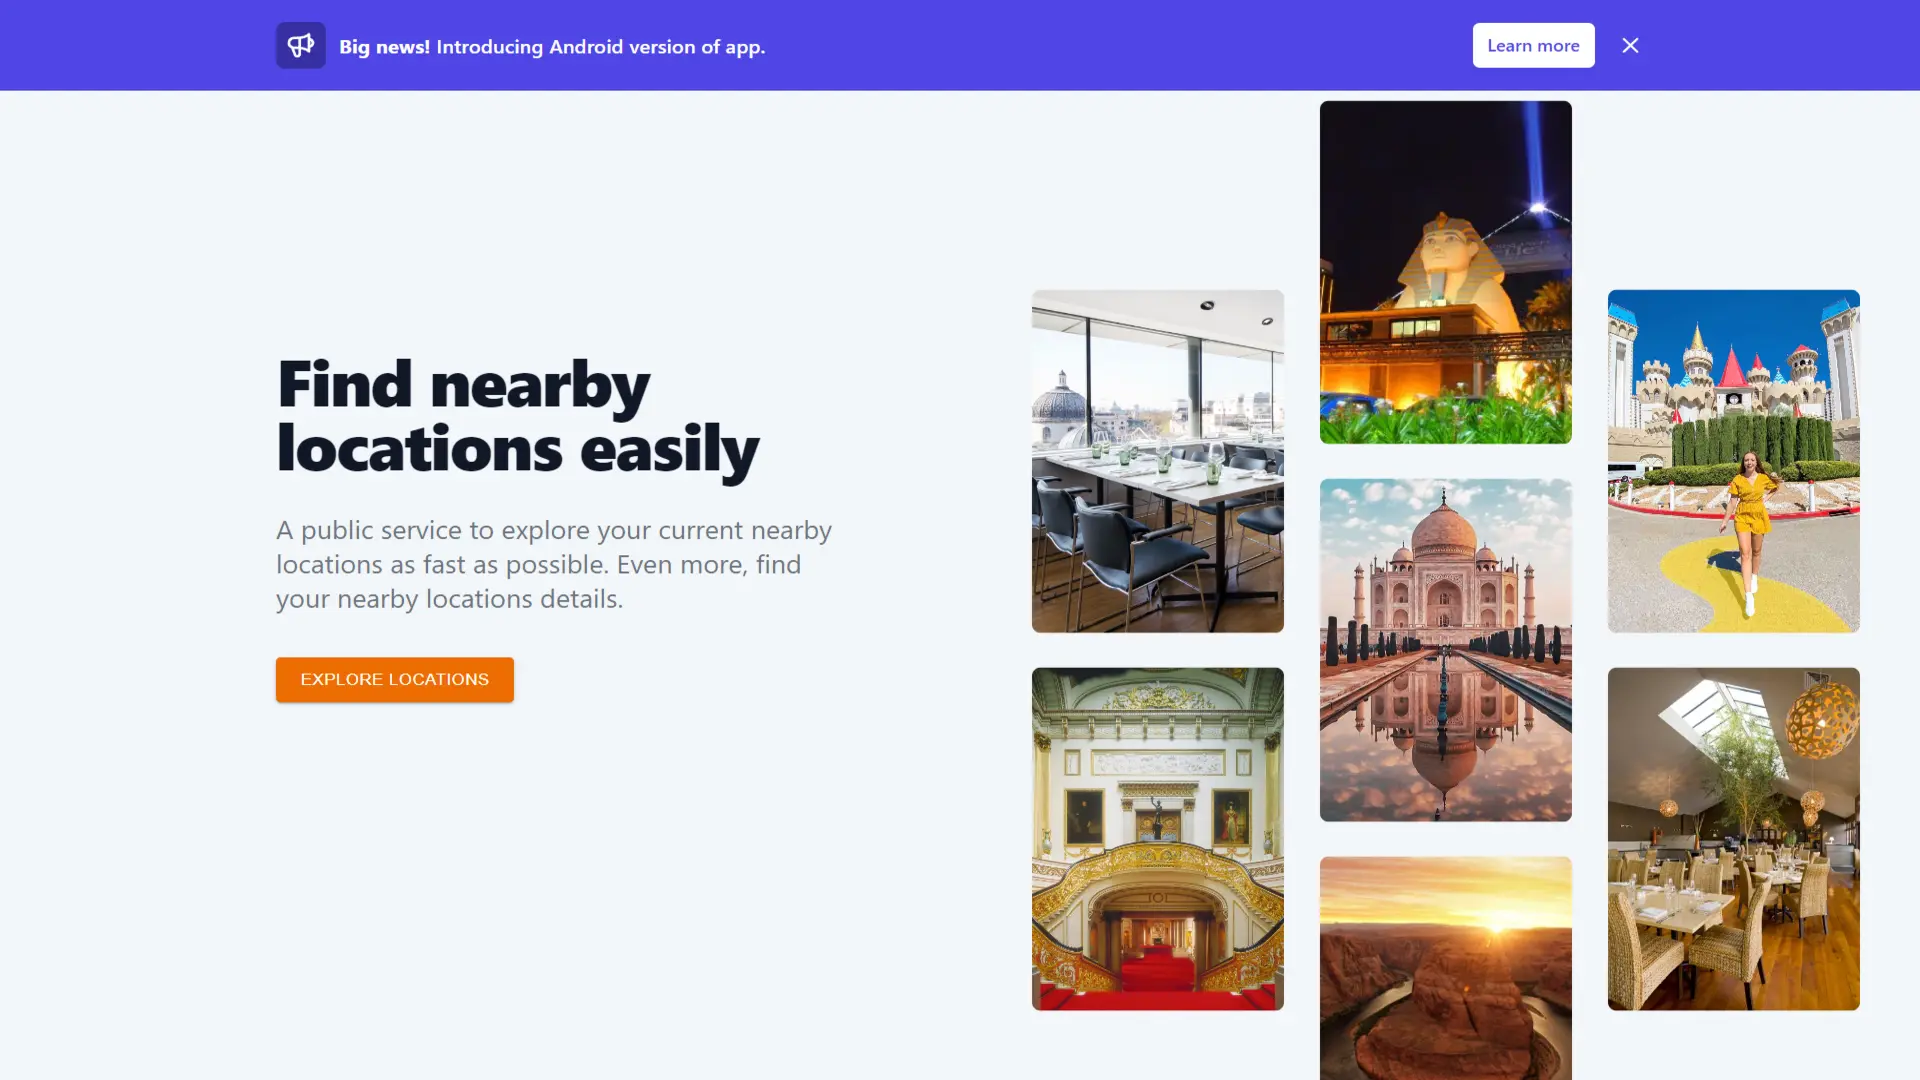 Big news! Introducing Android version of app.
Learn more
Find nearby
locations easily
A public service to explore your current nearby
locations as fast as possible. Even more, find
your nearby locations details.
EXPLORE LOCATIONS